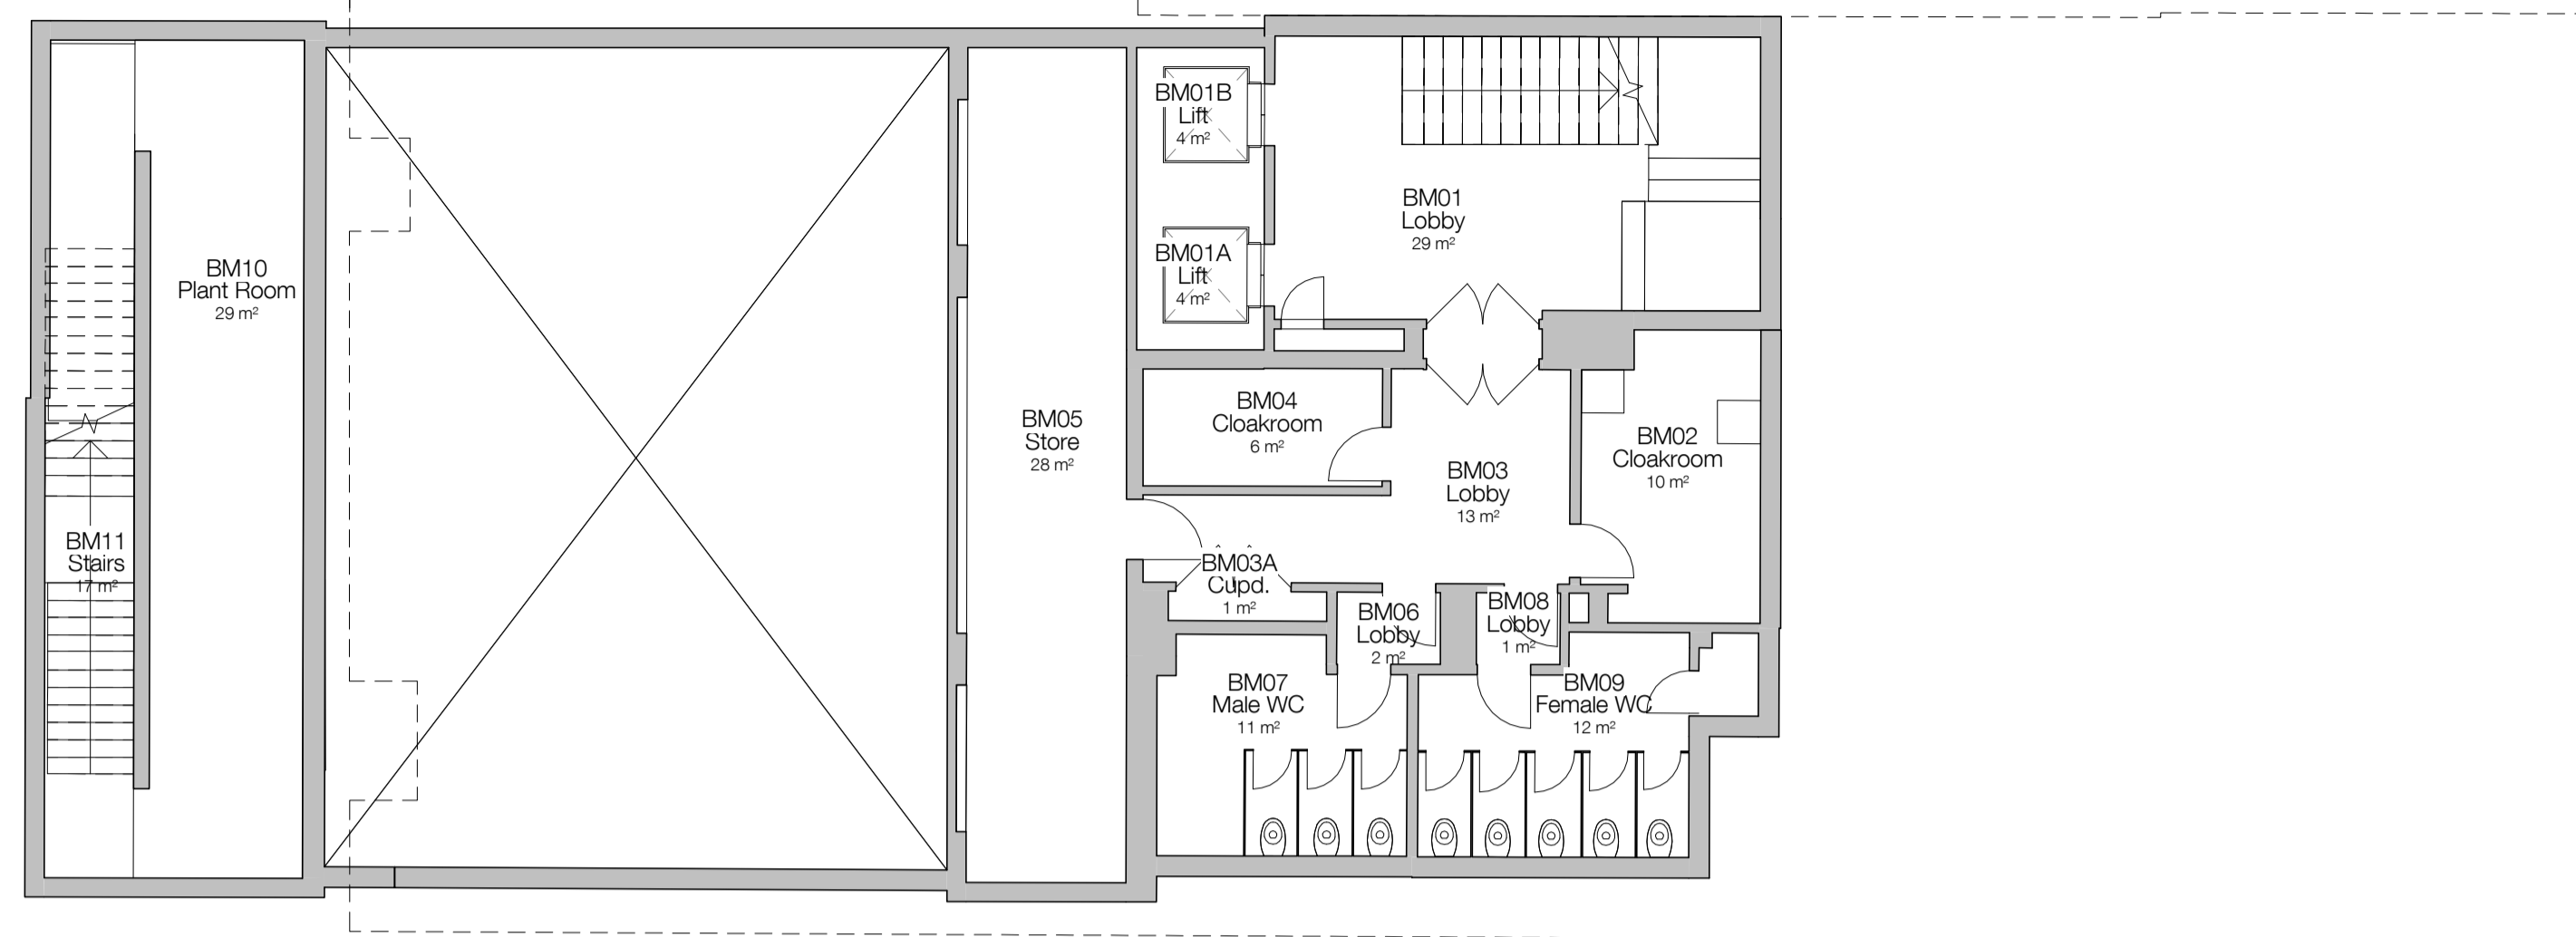 BM01B
Lift
4 m²
BM01
Lobby
29 m²
BM01A
Lift
4 m²
BM10
Plant Room
29 m²
BM05
Store
28 m²
BM04
Cloakroom
6 m²
BM02
Cloakroom
10 m²
BM03
Lobby
13 m²
BM11
Stairs
17 m²
BM03A
Cupd.
1 m²
BM06
Lobby
2 m²
BM08
Lobby
1 m²
BM07
Male WC
11 m²
BM09
Female WC
12 m²